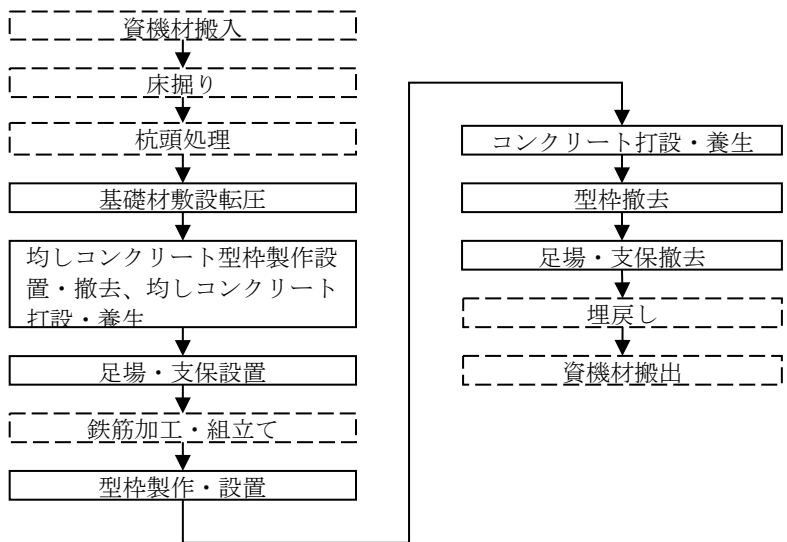 資機材搬入
床掘り
杭頭処理
基礎材敷設転圧
均しコンクリート型枠製作設
置・撤去、均しコンクリート
打設・養生
足場・支保設置
鉄筋加工・組立て
型枠製作・設置
コンクリート打設・養生
型枠撤去
足場・支保撤去
埋戻し
資機材搬出